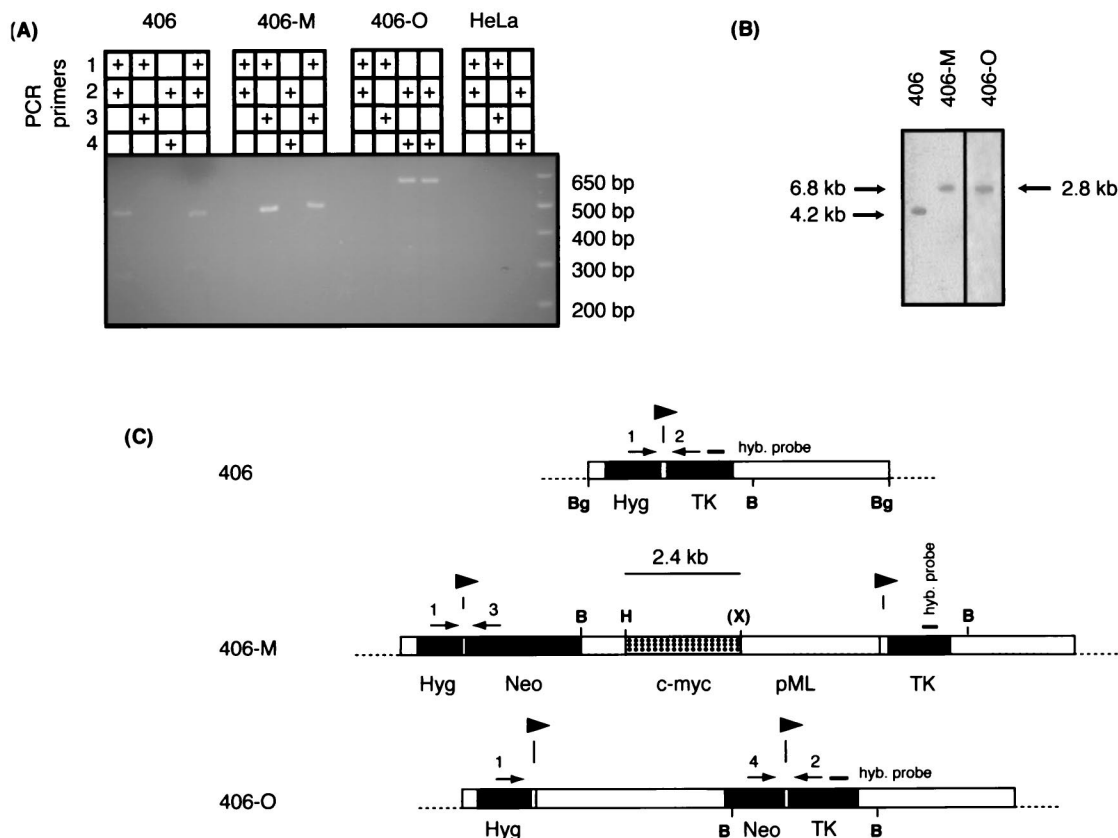 (A)
406 406-M 406-O HeLa
PCR primers
1 + + + + + + + + + +
2 + + + + + + + + + +
3 + + + +
4 + + + + +
650 bp
500 bp
400 bp
300 bp
200 bp
(B)
406 406-M 406-O
6.8 kb
4.2 kb
2.8 kb
(C)
406
1 2 hyb. probe
Bg Hyg TK B Bg
2.4 kb
406-M
1 3 B H (X) hyb. probe B
Hyg Neo c-myc pML TK
406-O
1 4 2 hyb. probe
Hyg B Neo TK B